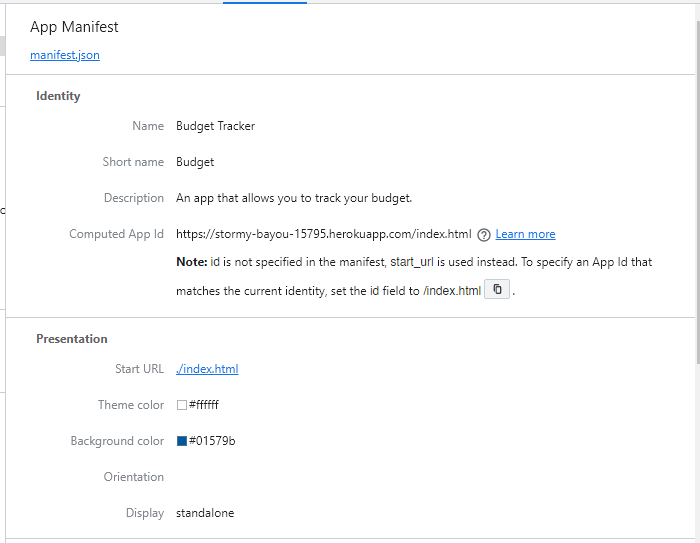 App Manifest
manifest.json
Identity
Name Budget Tracker
Short name Budget
Description An app that allows you to track your budget.
Computed App Id https://stormy-bayou-15795.herokuapp.com/index.html ? Learn more
Note: id is not specified in the manifest, start_url is used instead. To specify an App Id that
matches the current identity, set the id field to /index.html .
Presentation
Start URL ./index.html
Theme color #ffffff
Background color #01579b
Orientation
Display standalone